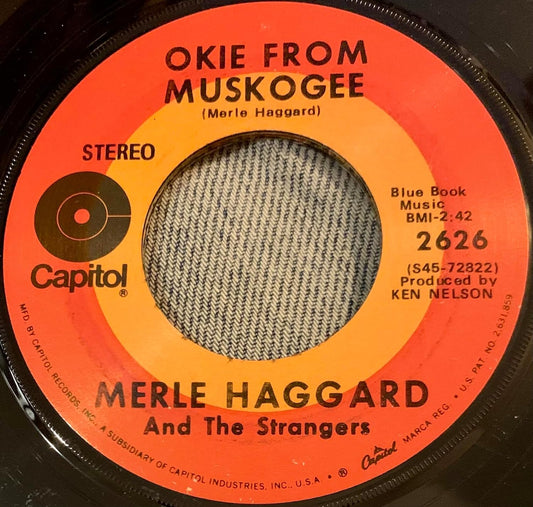 OKIE FROM
MUSKOGEE
(Merle Haggard)
STEREO
Capitol®
Blue Book
Music
BMI-2:42
2626
(S45-72822)
Produced by
KEN NELSON
MERLE HAGGARD
And The Strangers
MFD. BY CAPITOL RECORDS, INC., A SUBSIDIARY OF CAPITOL INDUSTRIES, INC., U.S.A. • ® Capitol MARCA REG. • U.S. PAT. NO. 2,631,859